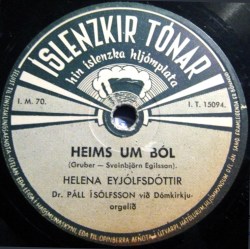 ÍSLENZKIR TÓNAR
hin íslenzka hljómplata
I. M. 70.
I. T. 15094.
HEIMS UM BÓL
(Gruber — Sveinbjörn Egilsson).
HELENA EYJÓLFSDÓTTIR
Dr. PÁLL ÍSÓLFSSON við Dómkirkju-
orgelið